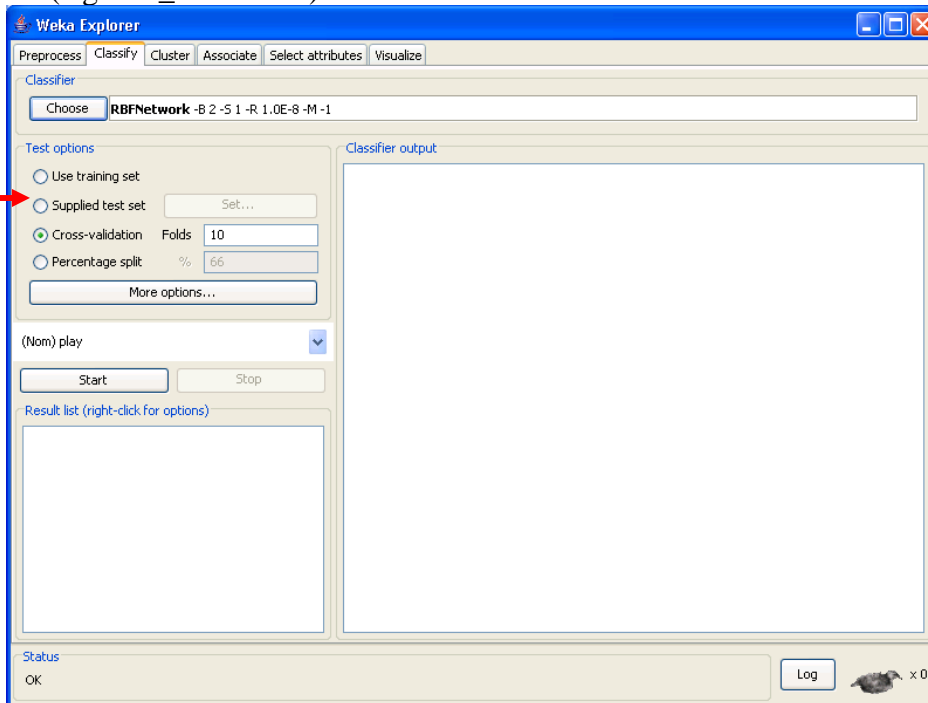 Weka Explorer
Preprocess Classify Cluster Associate Select attributes Visualize
Classifier
Choose RBFNetwork -B 2 -S 1 -R 1.0E-8 -M -1
Test options
Use training set
Supplied test set Set...
Cross-validation Folds 10
Percentage split % 66
More options...
(Nom) play
Start Stop
Result list (right-click for options)
Classifier output
Status
OK
Log x 0